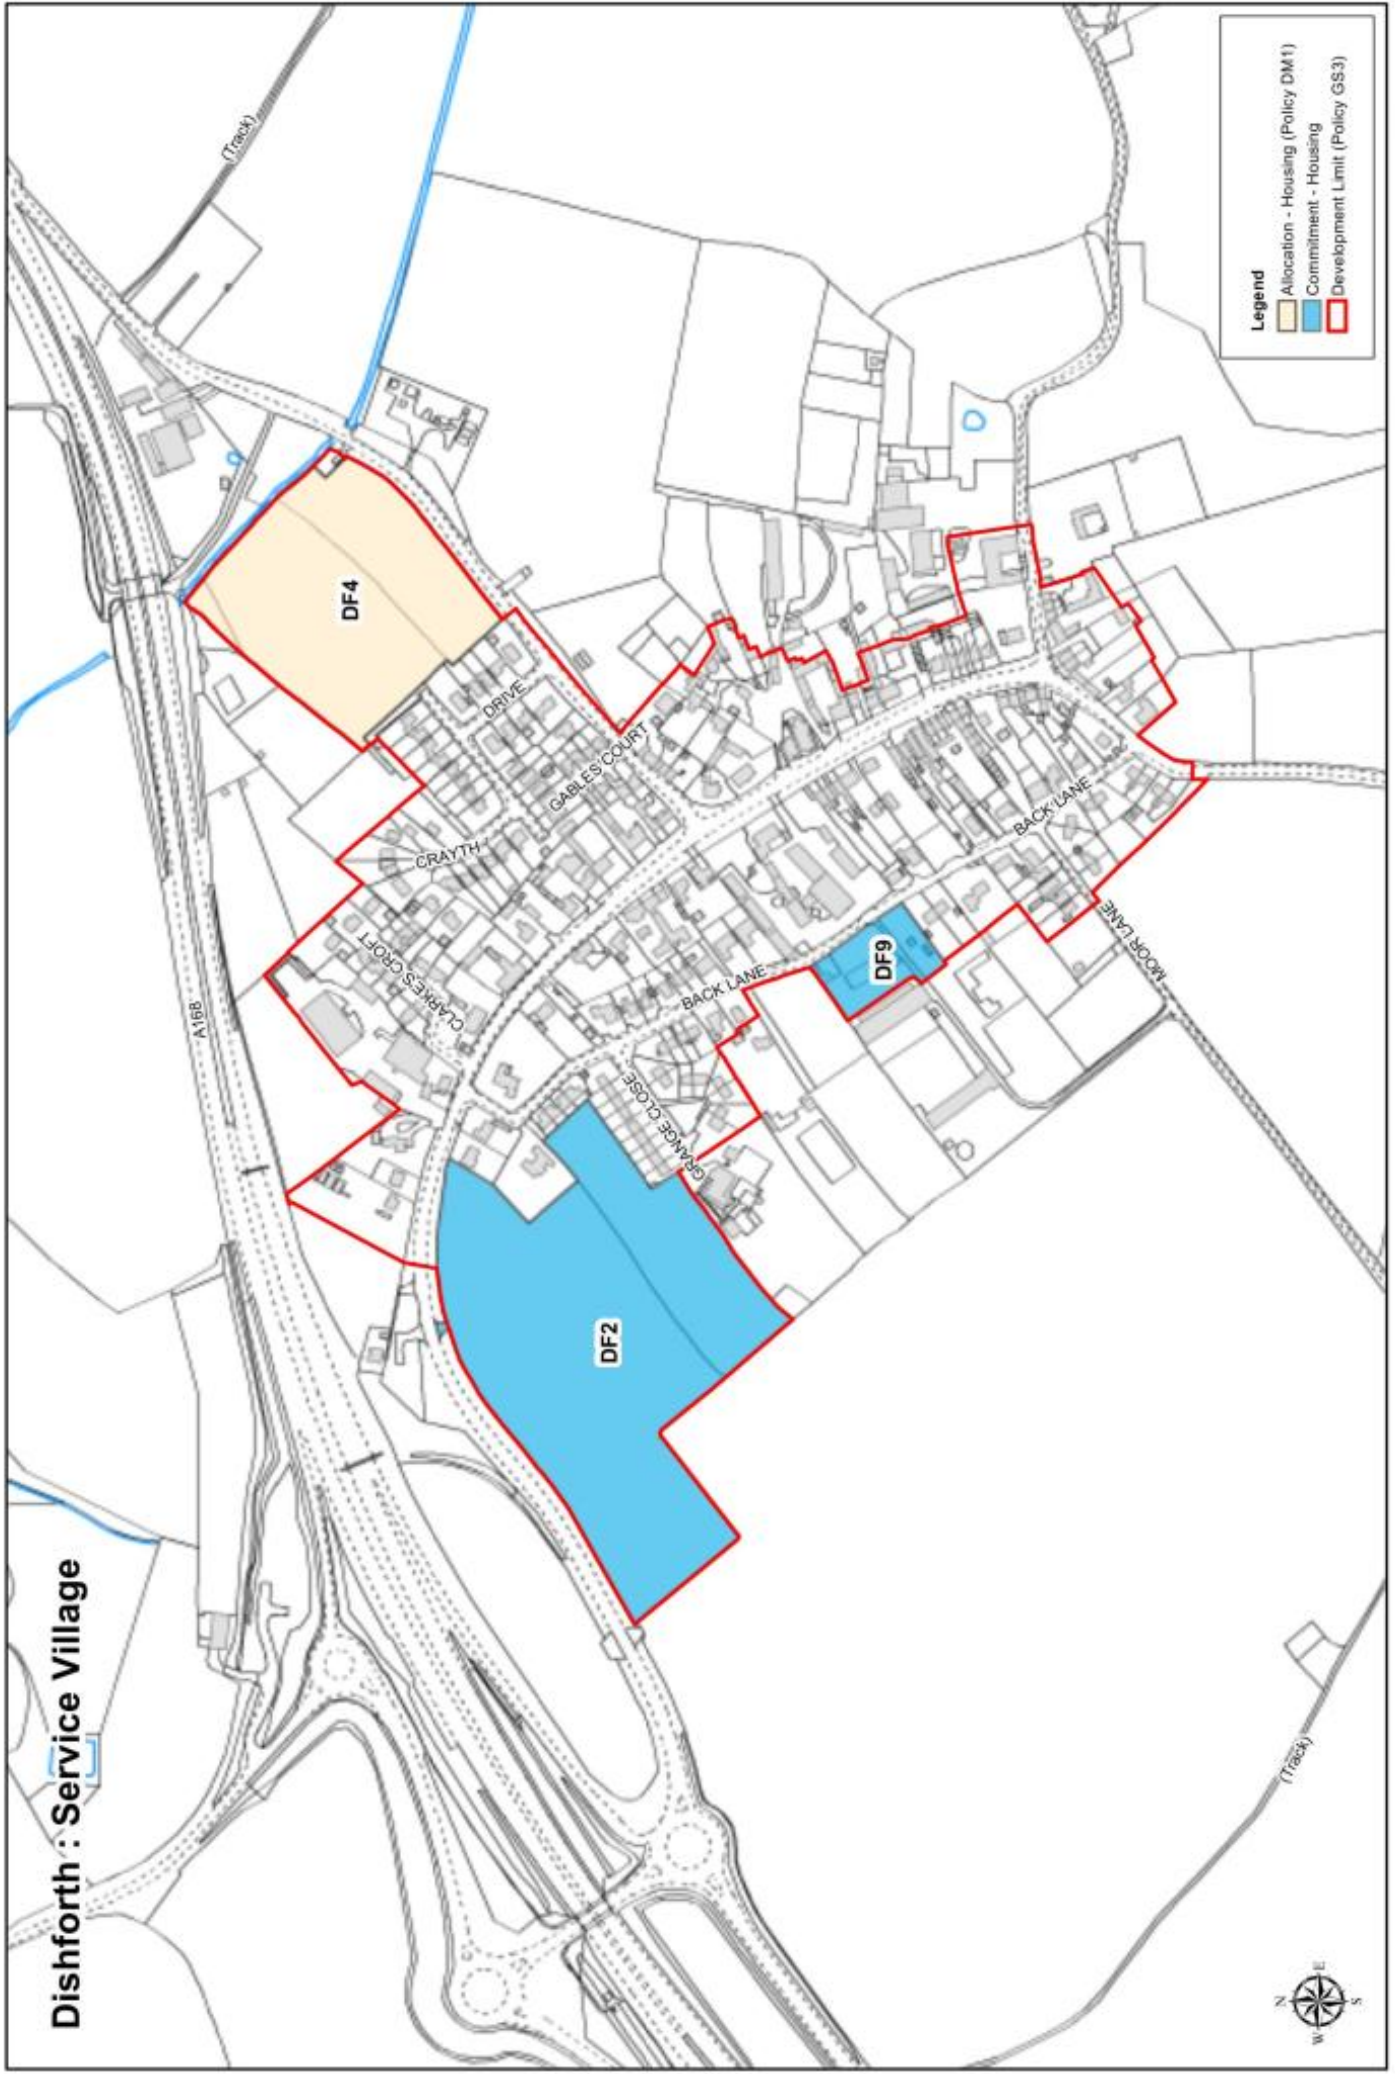 Dishforth : Service Village
(Track)
A168
DF4
DRIVE
GABLES COURT
CRAYTH
CLARKE'S CROFT
BACK LANE
BACK LANE
DF9
MOOR LANE
GRANGE CLOSE
DF2
(Track)
Legend
Allocation - Housing (Policy DM1)
Commitment - Housing
Development Limit (Policy GS3)
N
W
E
S